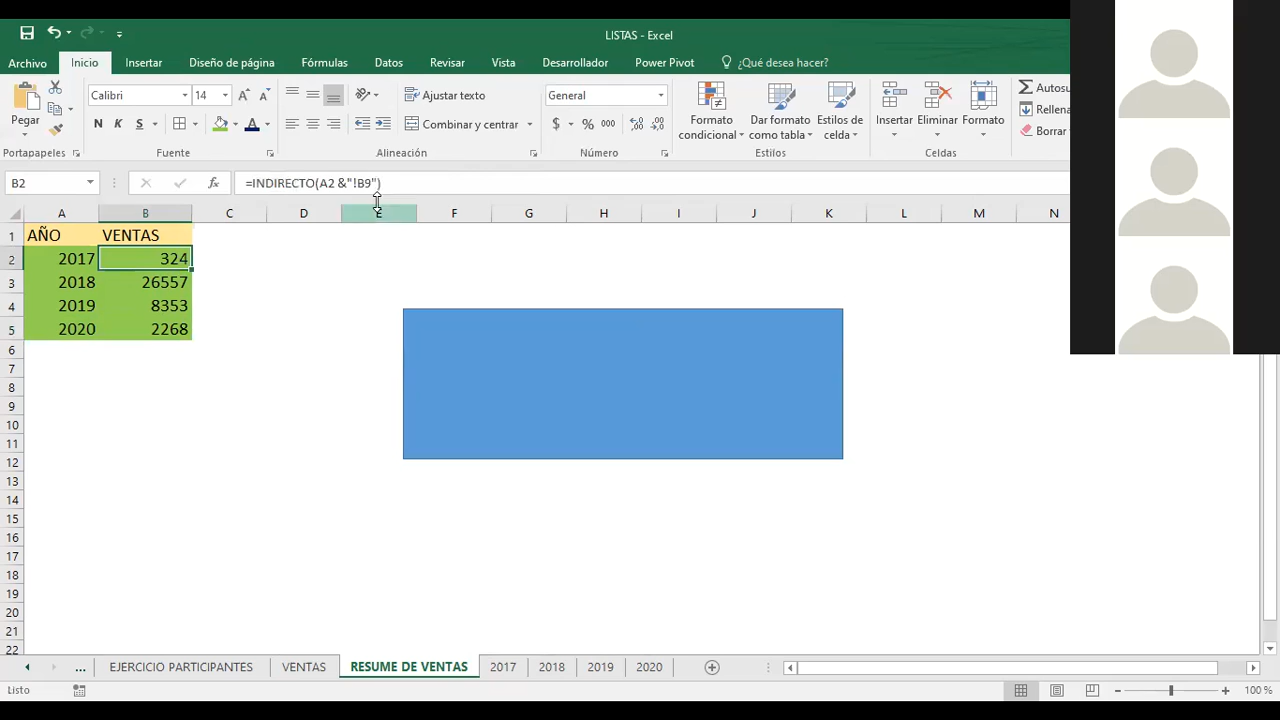 LISTAS - Excel
Archivo Inicio Insertar Diseño de página Fórmulas Datos Revisar Vista Desarrollador Power Pivot ¿Qué desea hacer?
Pegar Calibri 14 Ajustar texto General Formato condicional Dar formato como tabla Estilos de celda Insertar Eliminar Formato Autosu
N K S Combinar y centrar $ % 000 Rellena
Borrar
Portapapeles Fuente Alineación Número Estilos Celdas
B2 fx =INDIRECTO(A2 &"!B9")
A B C D E F G H I J K L M N
1 AÑO VENTAS
2 2017 324
3 2018 26557
4 2019 8353
5 2020 2268
6
7
8
9
10
11
12
13
14
15
16
17
18
19
20
21
22
... EJERCICIO PARTICIPANTES VENTAS RESUME DE VENTAS 2017 2018 2019 2020
Listo 100 %